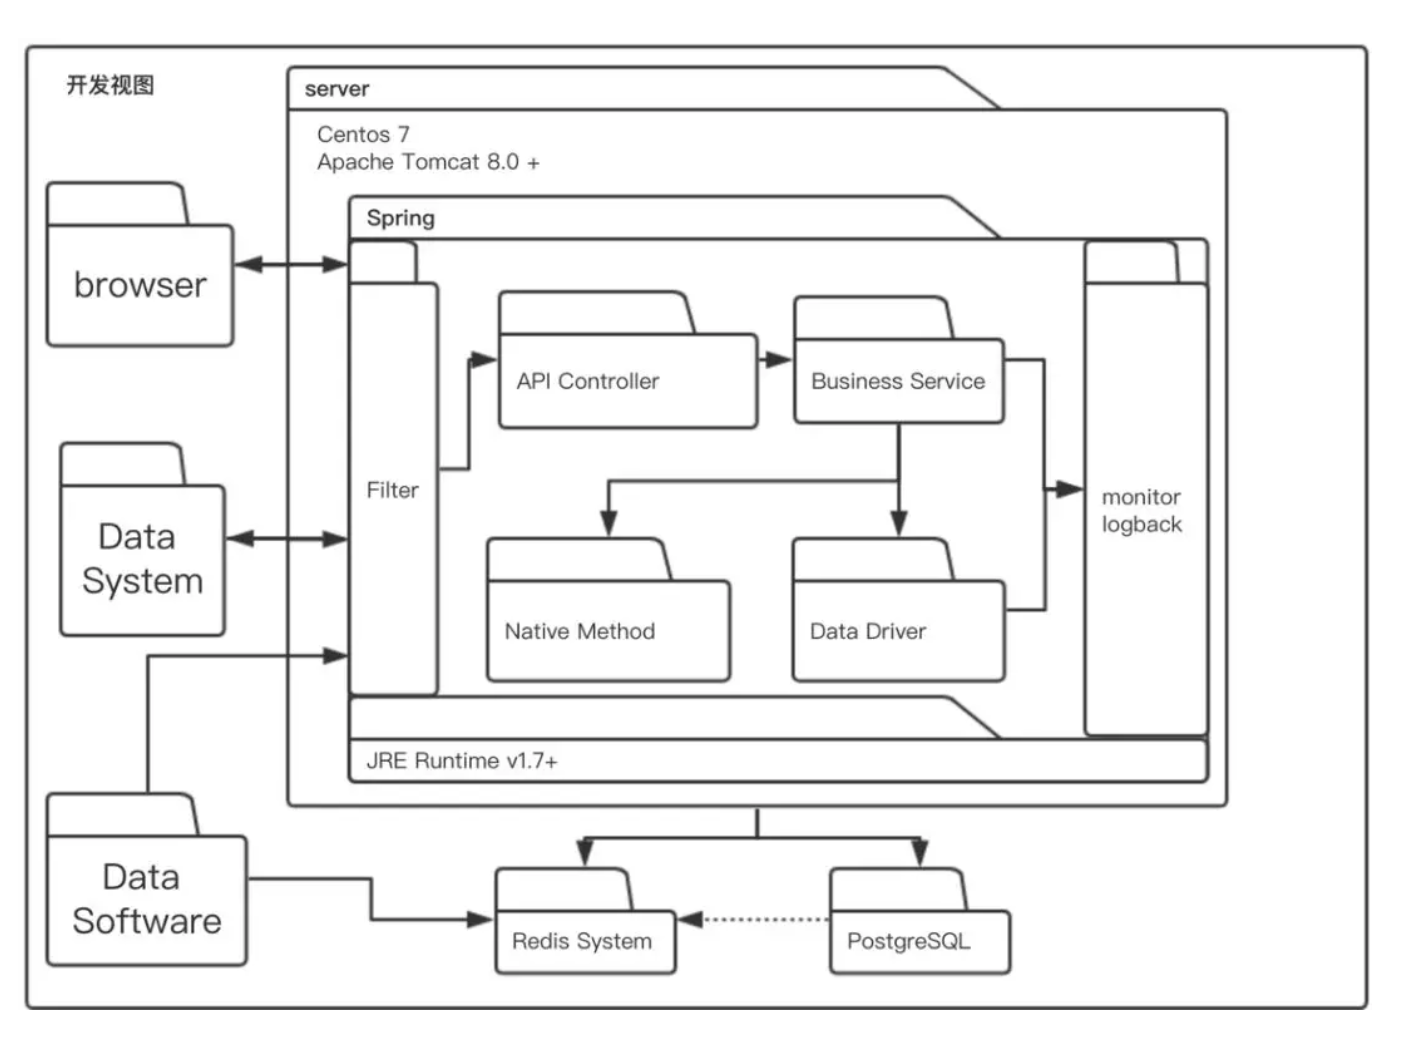 开发视图
server
Centos 7
Apache Tomcat 8.0 +
Spring
browser
API Controller
Business Service
Filter
monitor
logback
Data
System
Native Method
Data Driver
JRE Runtime v1.7+
Data
Software
Redis System
PostgreSQL